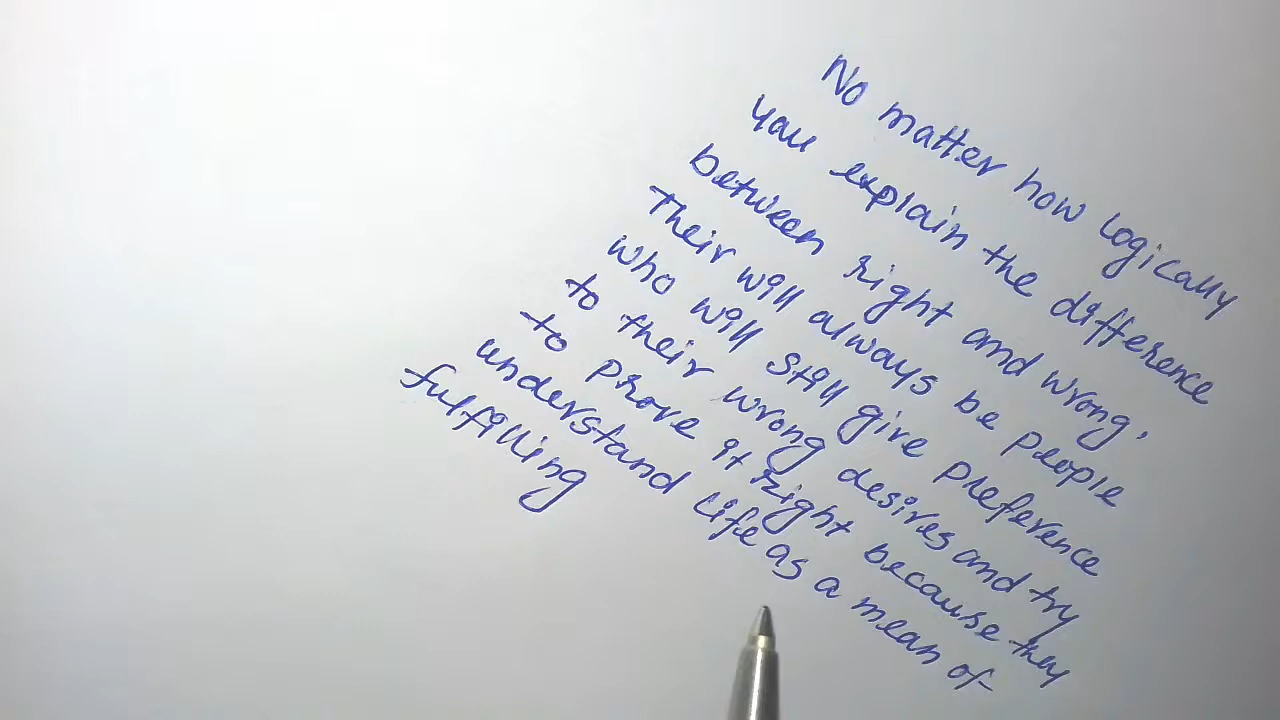 No matter how logically
you explain the difference
between right and wrong,
Their will always be people
who will still give preference
to their wrong desires and try
to prove it right because they
understand life as a mean of
fulfilling